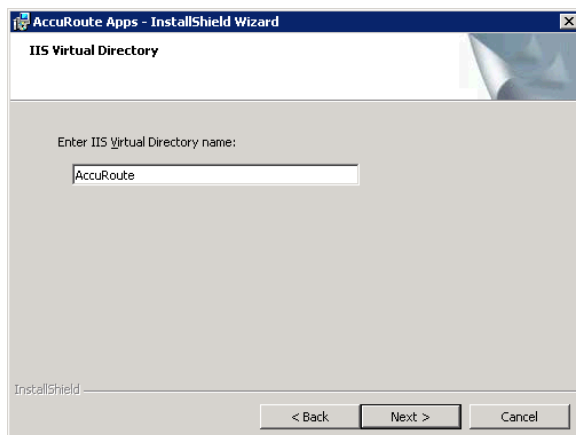 AccuRoute Apps - InstallShield Wizard
IIS Virtual Directory
Enter IIS Virtual Directory name:
AccuRoute
InstallShield
< Back Next > Cancel